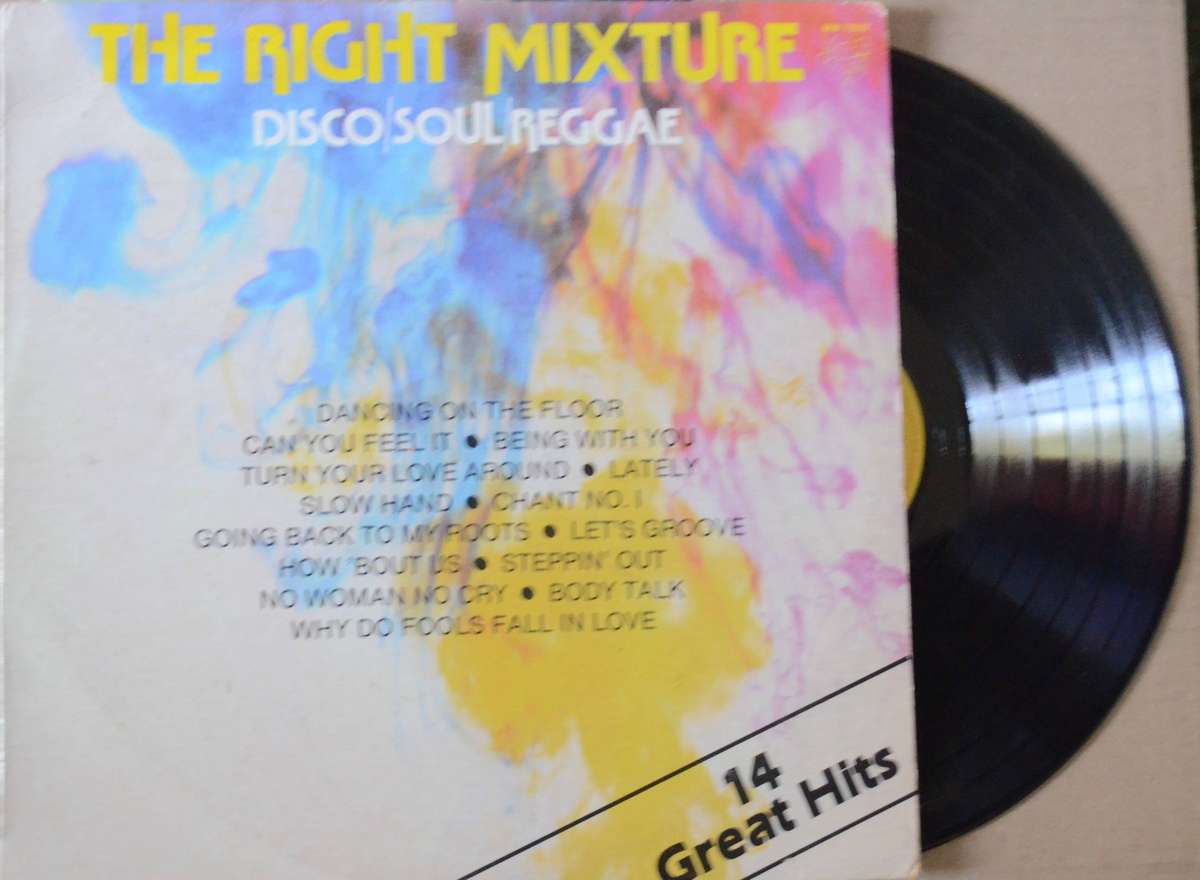 THE RIGHT MIXTURE
DISCO/SOUL/REGGAE
DANCING ON THE FLOOR
CAN YOU FEEL IT • BEING WITH YOU
TURN YOUR LOVE AROUND • LATELY
SLOW HAND • CHANT NO. 1
GOING BACK TO MY ROOTS • LET'S GROOVE
HOW 'BOUT US • STEPPIN' OUT
NO WOMAN NO CRY • BODY TALK
WHY DO FOOLS FALL IN LOVE
14
Great Hits